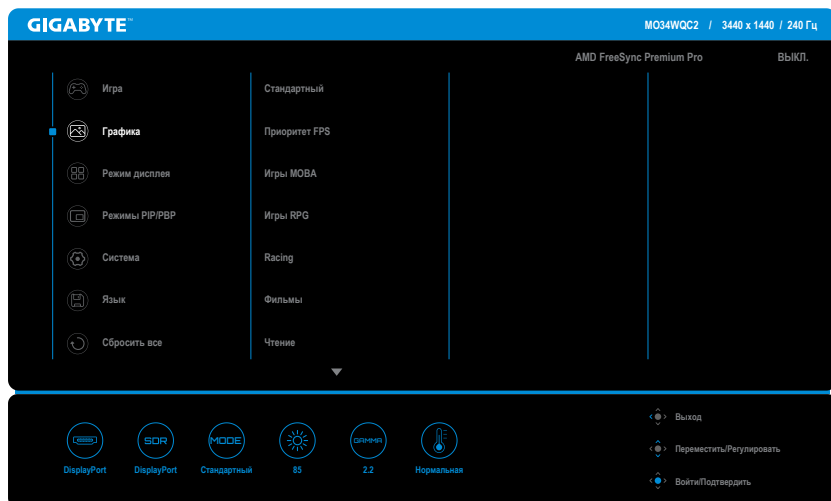 GIGABYTE™
MO34WQC2 / 3440 x 1440 / 240 Гц
AMD FreeSync Premium Pro ВЫКЛ.
Игра
Графика
Режим дисплея
Режимы PIP/PBP
Система
Язык
Сбросить все
Стандартный
Приоритет FPS
Игры MOBA
Игры RPG
Racing
Фильмы
Чтение
SDR
MODE
GAMMA
DisplayPort
DisplayPort
Стандартный
85
2.2
Нормальная
Выход
Переместить/Регулировать
Войти/Подтвердить